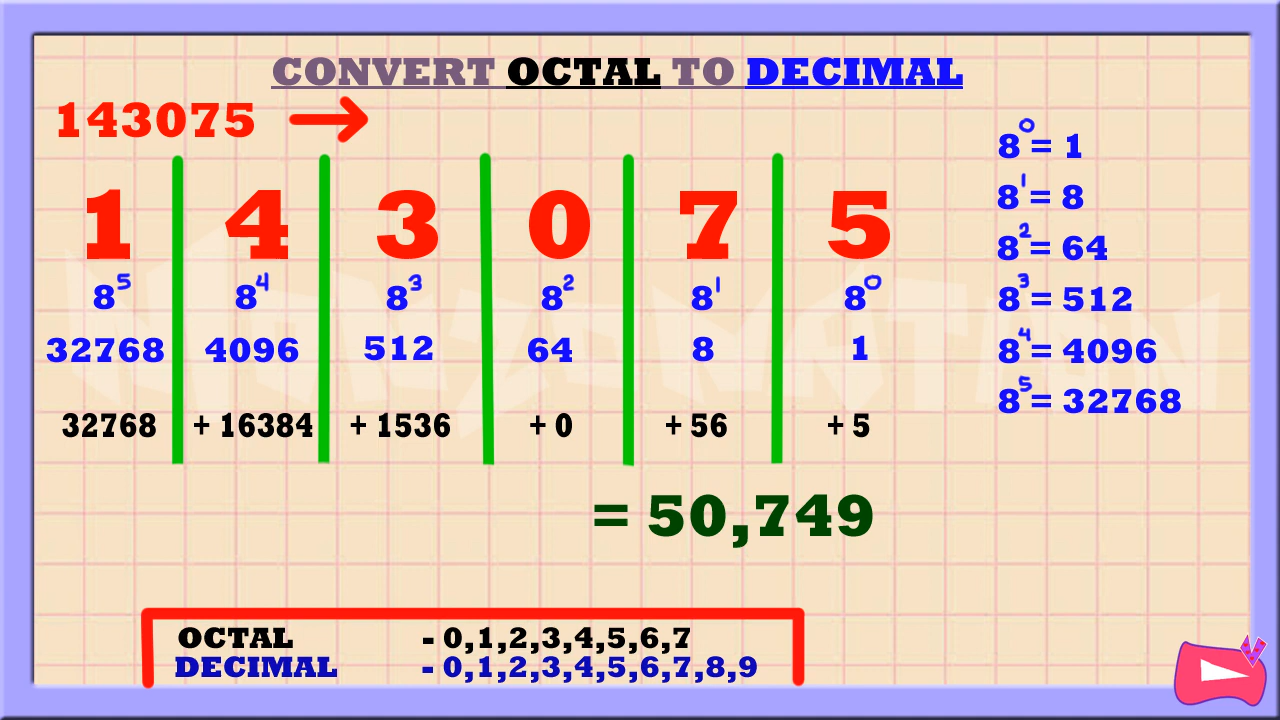 CONVERT OCTAL TO DECIMAL
143075 →
1 4 3 0 7 5
8⁵ 8⁴ 8³ 8² 8¹ 8⁰
32768 4096 512 64 8 1
32768 + 16384 + 1536 + 0 + 56 + 5
= 50,749
8⁰= 1
8¹= 8
8²= 64
8³= 512
8⁴= 4096
8⁵= 32768
OCTAL - 0,1,2,3,4,5,6,7
DECIMAL - 0,1,2,3,4,5,6,7,8,9